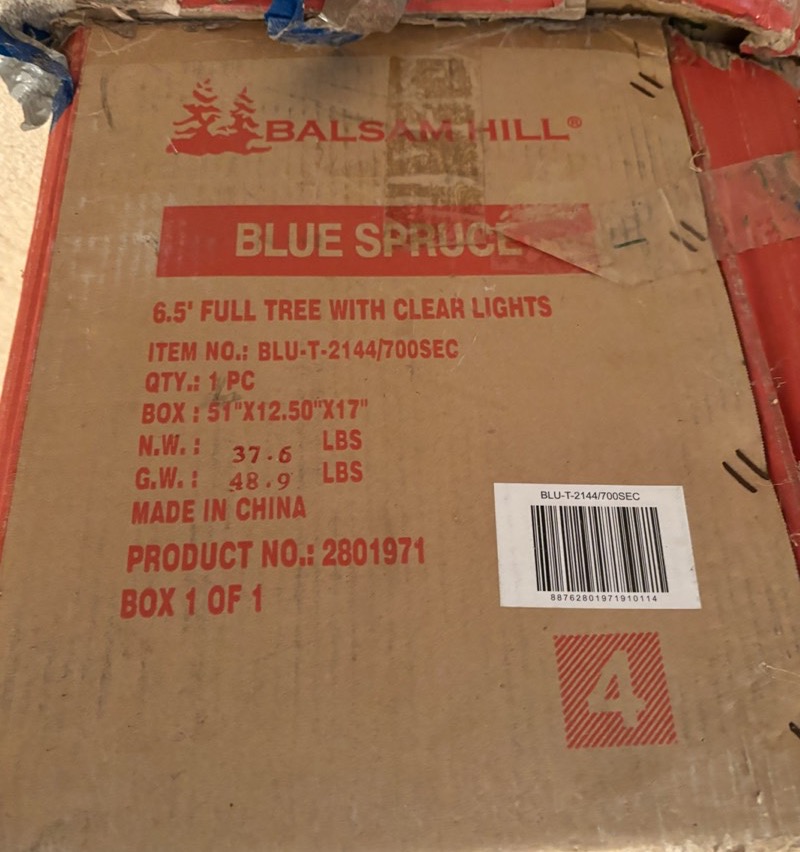 BALSAM HILL®
BLUE SPRUCE
6.5' FULL TREE WITH CLEAR LIGHTS
ITEM NO.: BLU-T-2144/700SEC
QTY.: 1 PC
BOX : 51"X12.50"X17"
N.W. : 37.6 LBS
G.W. : 48.9 LBS
MADE IN CHINA
PRODUCT NO.: 2801971
BOX 1 OF 1
BLU-T-2144/700SEC
88762801971910114
4